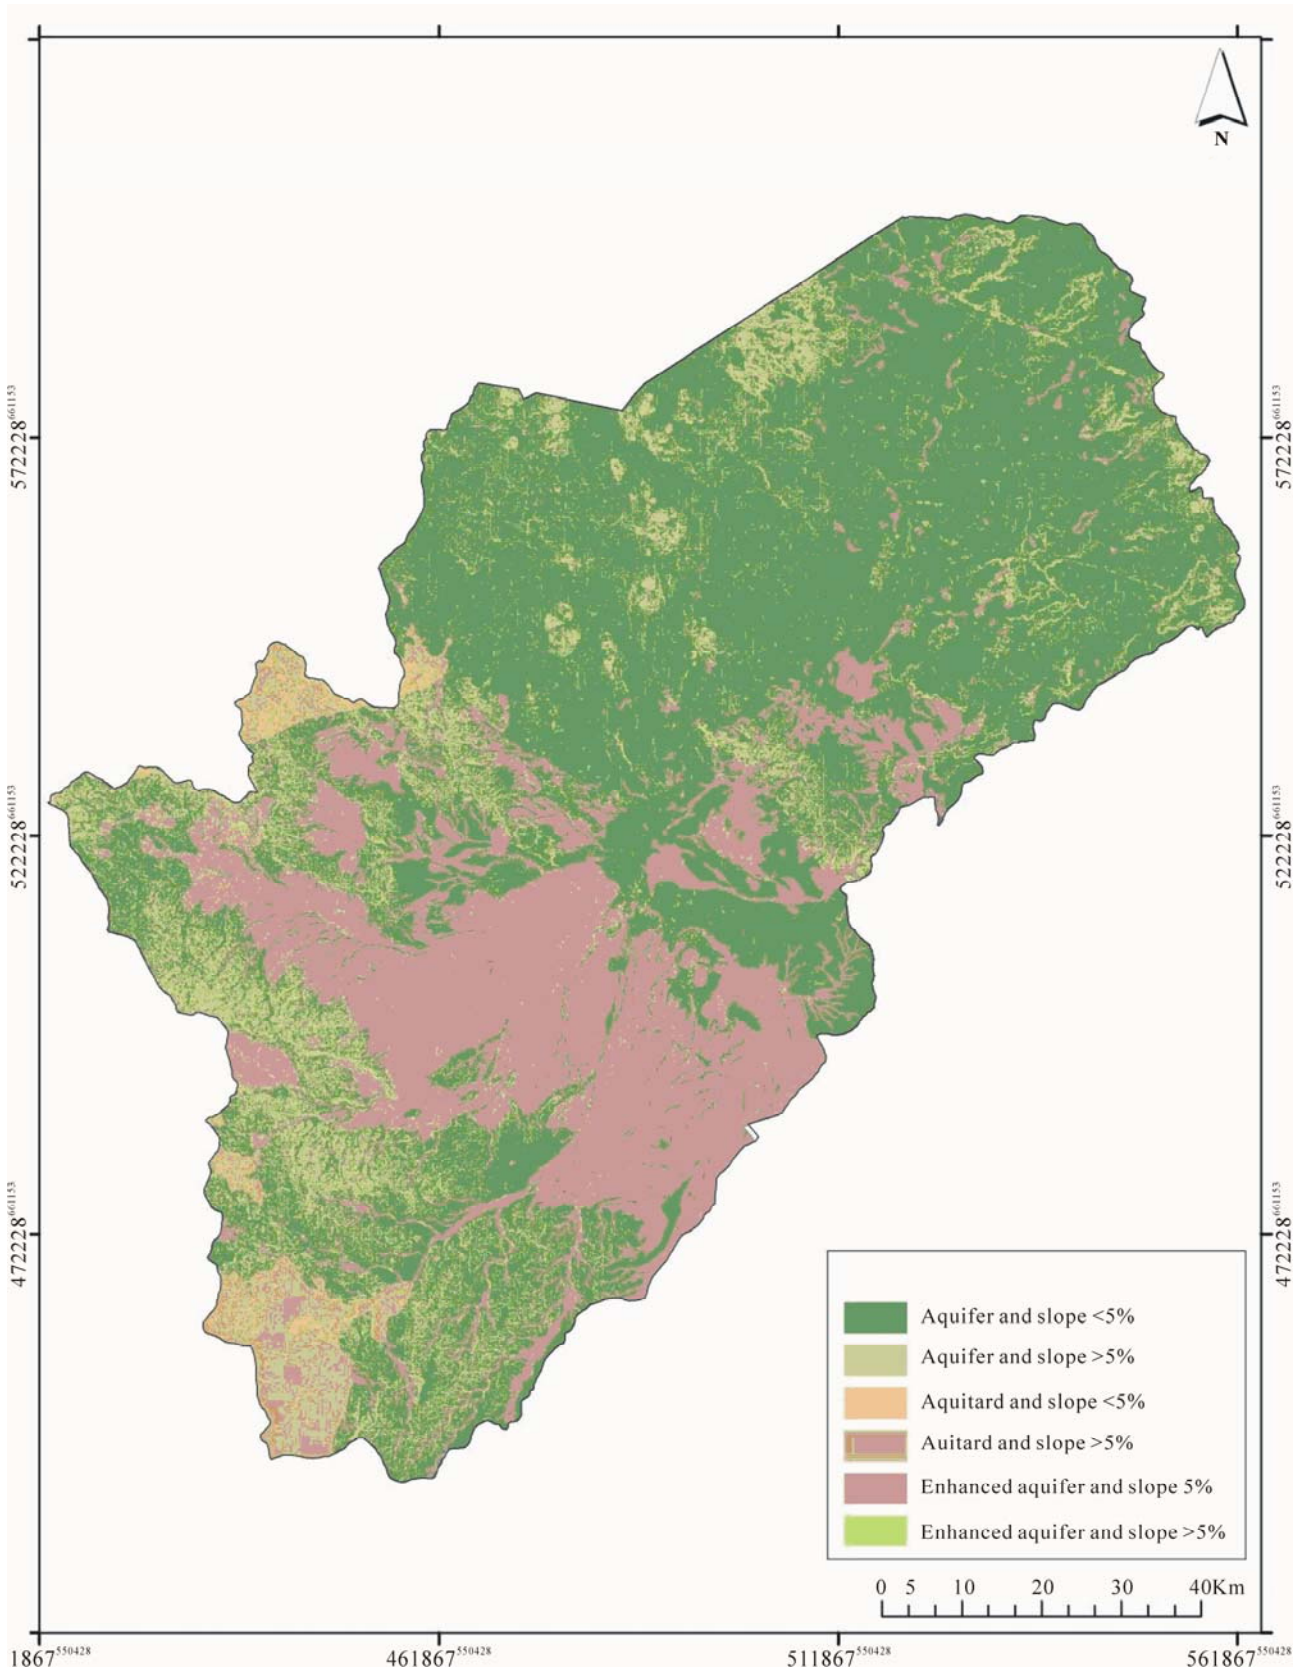 N
572228661153
572228661153
522228661153
522228661153
472228661153
472228661153
Aquifer and slope <5%
Aquifer and slope >5%
Aquitard and slope <5%
Auitard and slope >5%
Enhanced aquifer and slope 5%
Enhanced aquifer and slope >5%
0 5 10 20 30 40Km
1867550428 461867550428 511867550428 561867550428